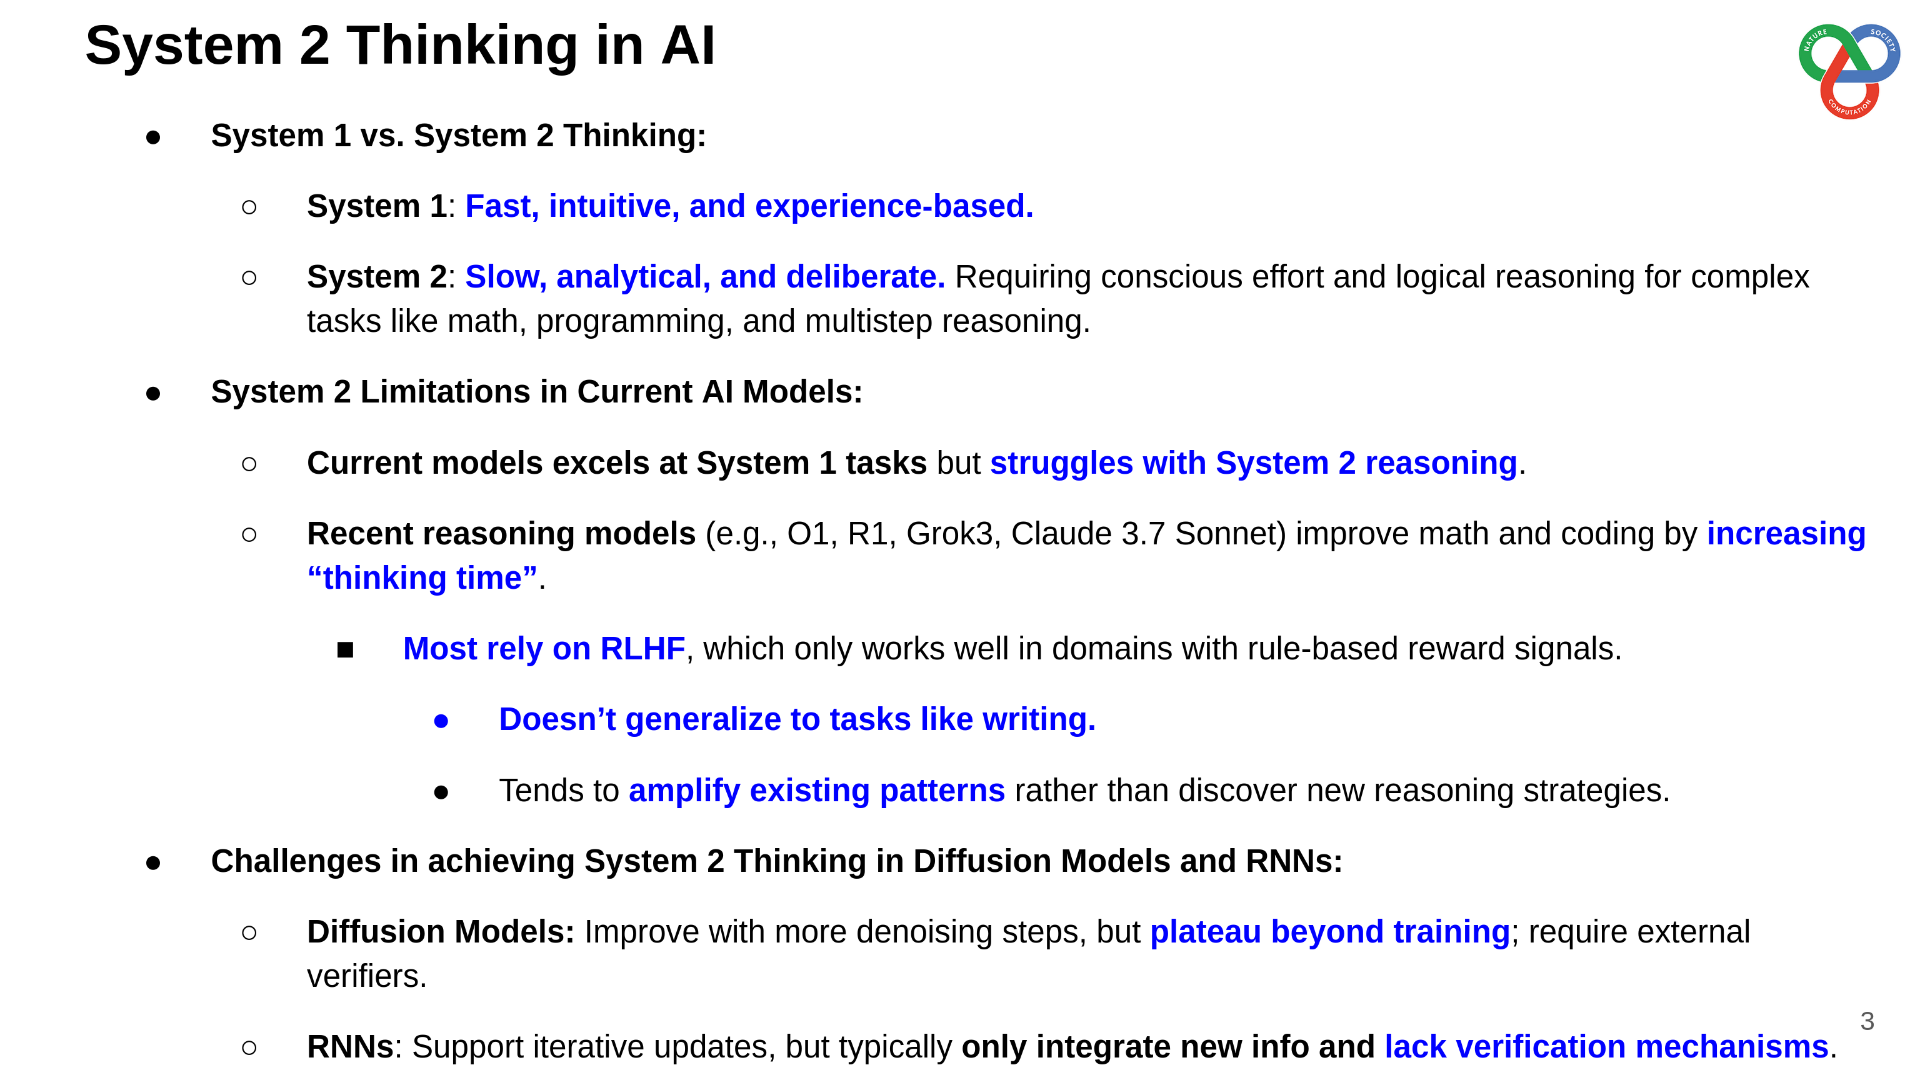 System 2 Thinking in AI
NATURE
SOCIETY
COMPUTATION
● System 1 vs. System 2 Thinking:
○ System 1: Fast, intuitive, and experience-based.
○ System 2: Slow, analytical, and deliberate. Requiring conscious effort and logical reasoning for complex
tasks like math, programming, and multistep reasoning.
● System 2 Limitations in Current AI Models:
○ Current models excels at System 1 tasks but struggles with System 2 reasoning.
○ Recent reasoning models (e.g., O1, R1, Grok3, Claude 3.7 Sonnet) improve math and coding by increasing
“thinking time”.
■ Most rely on RLHF, which only works well in domains with rule-based reward signals.
● Doesn’t generalize to tasks like writing.
● Tends to amplify existing patterns rather than discover new reasoning strategies.
● Challenges in achieving System 2 Thinking in Diffusion Models and RNNs:
○ Diffusion Models: Improve with more denoising steps, but plateau beyond training; require external
verifiers.
○ RNNs: Support iterative updates, but typically only integrate new info and lack verification mechanisms.
3